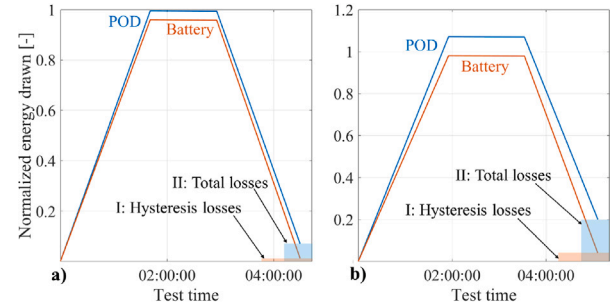 Normalized energy drawn [-]
1
0.8
0.6
0.4
0.2
POD
Battery
II: Total losses
I: Hysteresis losses
a)
02:00:00
04:00:00
Test time
1.2
1
0.8
0.6
0.4
0.2
POD
Battery
II: Total losses
I: Hysteresis losses
b)
02:00:00
04:00:00
Test time